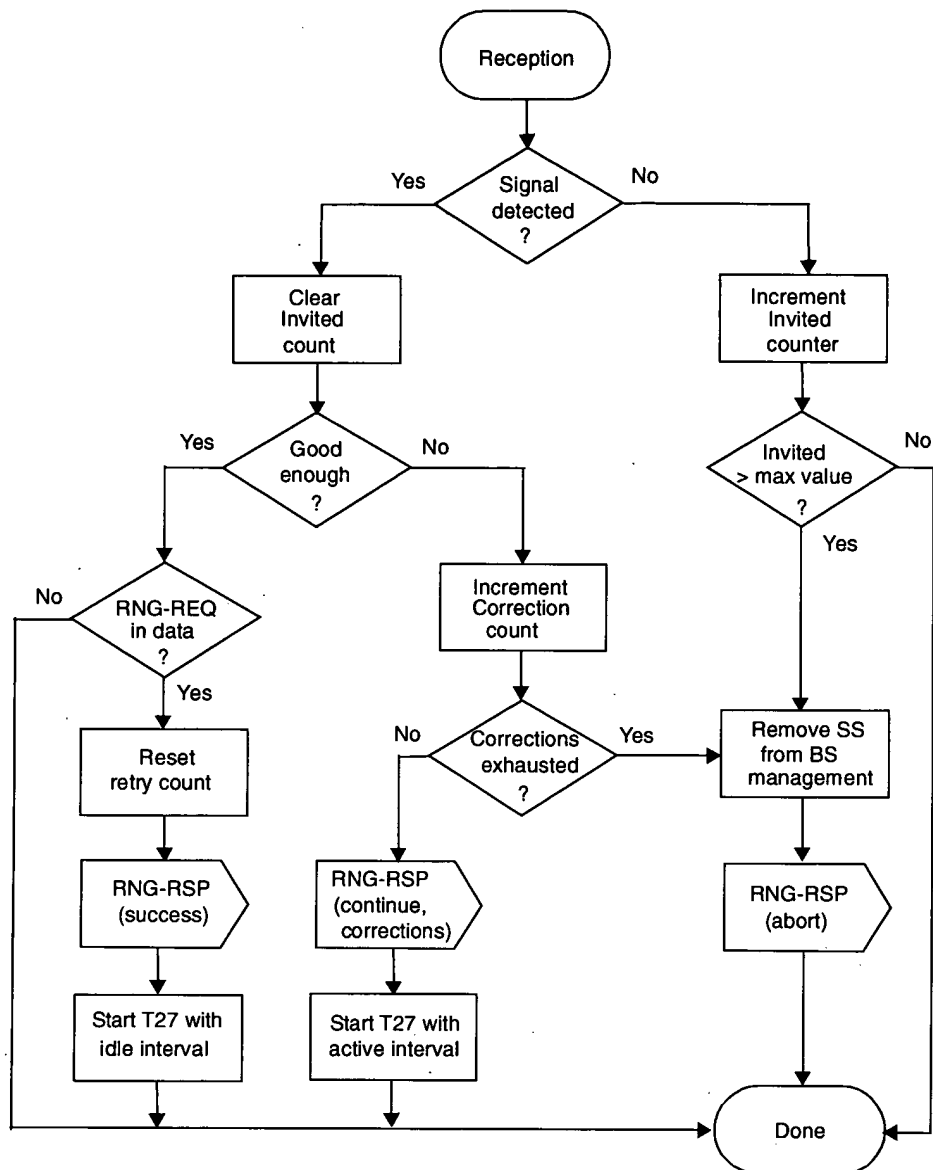 Reception
Yes
Signal
detected
?
No
Clear
Invited
count
Increment
Invited
counter
Yes
Good
enough
?
No
Invited
> max value
?
No
Yes
No
RNG-REQ
in data
?
Yes
Increment
Correction
count
Reset
retry count
No
Corrections
exhausted
?
Yes
Remove SS
from BS
management
RNG-RSP
(success)
RNG-RSP
(continue,
corrections)
RNG-RSP
(abort)
Start T27 with
idle interval
Start T27 with
active interval
Done